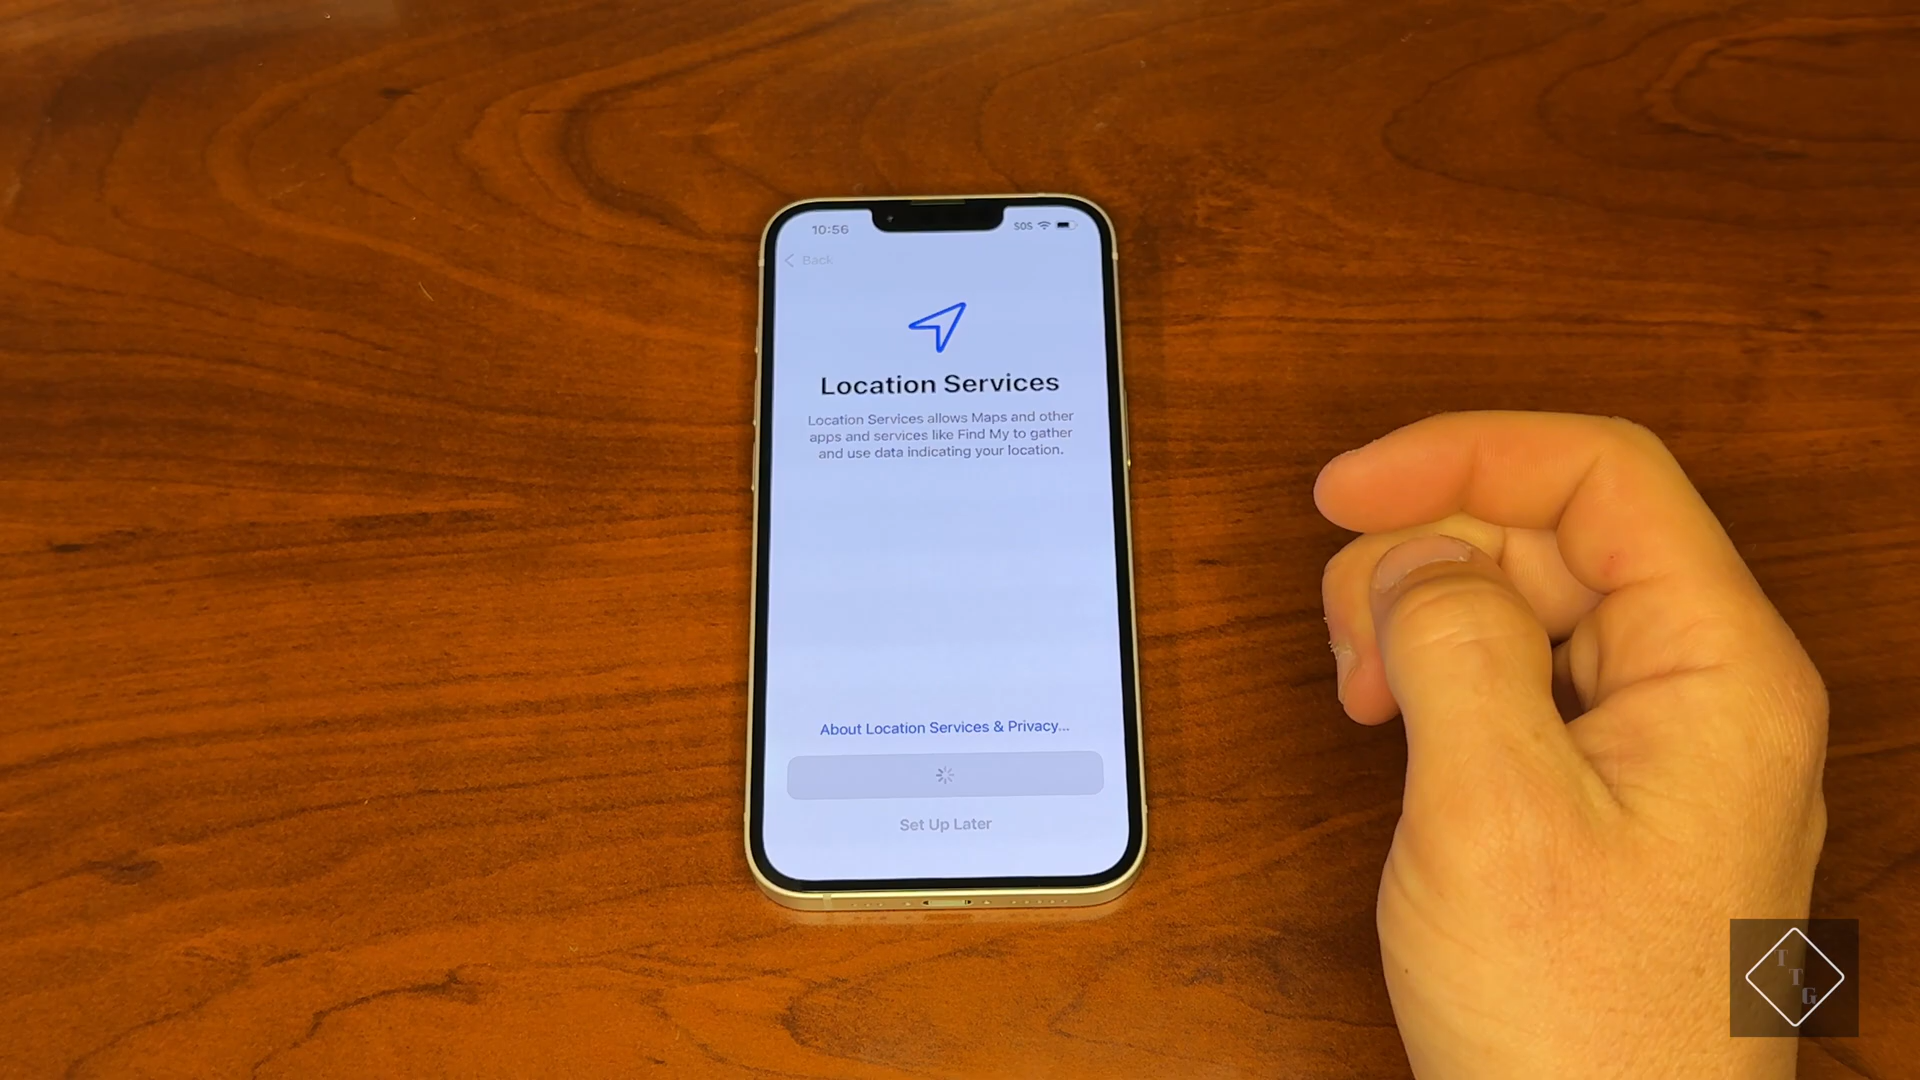 10:56
SOS
Back
Location Services
Location Services allows Maps and other
apps and services like Find My to gather
and use data indicating your location.
About Location Services & Privacy...
Set Up Later
T
T
G